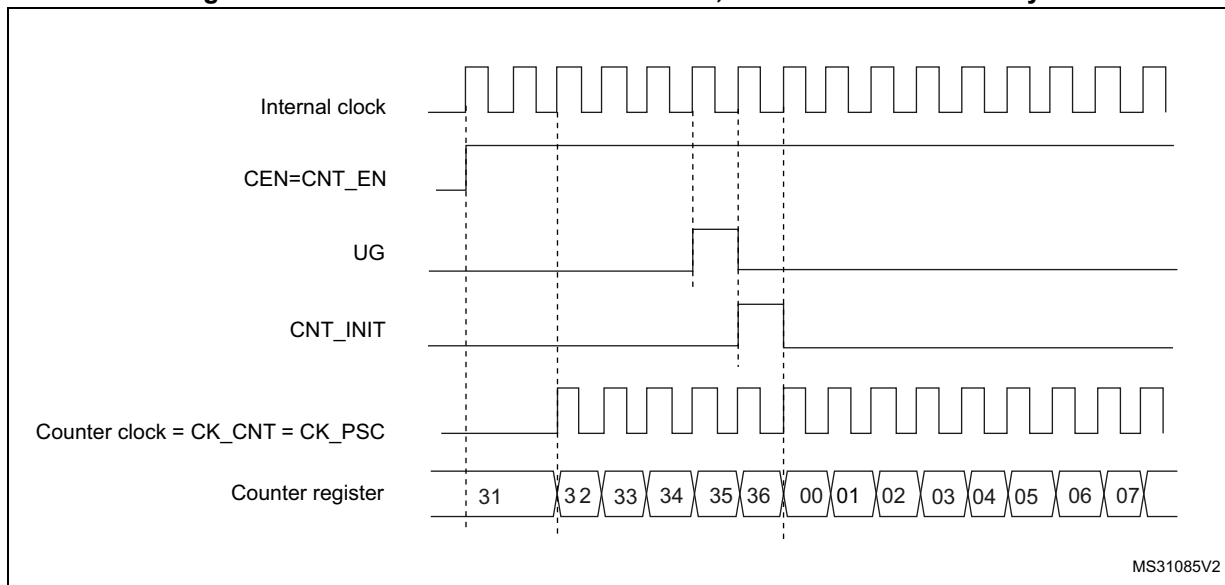 Internal clock
CEN=CNT_EN
UG
CNT_INIT
Counter clock = CK_CNT = CK_PSC
Counter register 31 32 33 34 35 36 00 01 02 03 04 05 06 07
MS31085V2